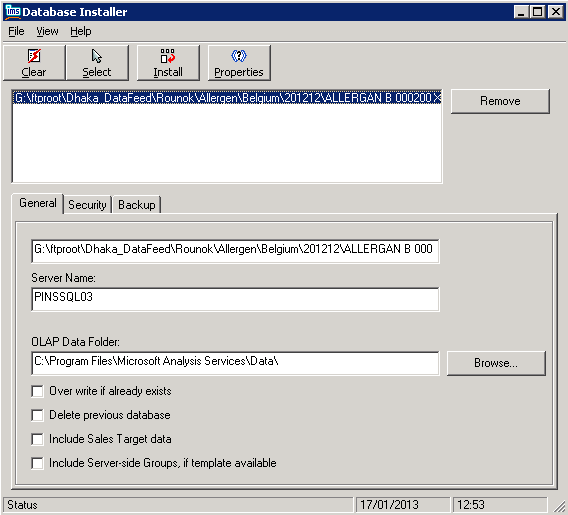 ims Database Installer
File View Help
Clear Select Install Properties
G:\ftproot\Dhaka_DataFeed\Rounok\Allergen\Belgium\201212\ALLERGAN B 000200 X
Remove
General Security Backup
G:\ftproot\Dhaka_DataFeed\Rounok\Allergen\Belgium\201212\ALLERGAN B 000
Server Name:
PINSSQL03
OLAP Data Folder:
C:\Program Files\Microsoft Analysis Services\Data\
Browse...
Over write if already exists
Delete previous database
Include Sales Target data
Include Server-side Groups, if template available
Status 17/01/2013 12:53